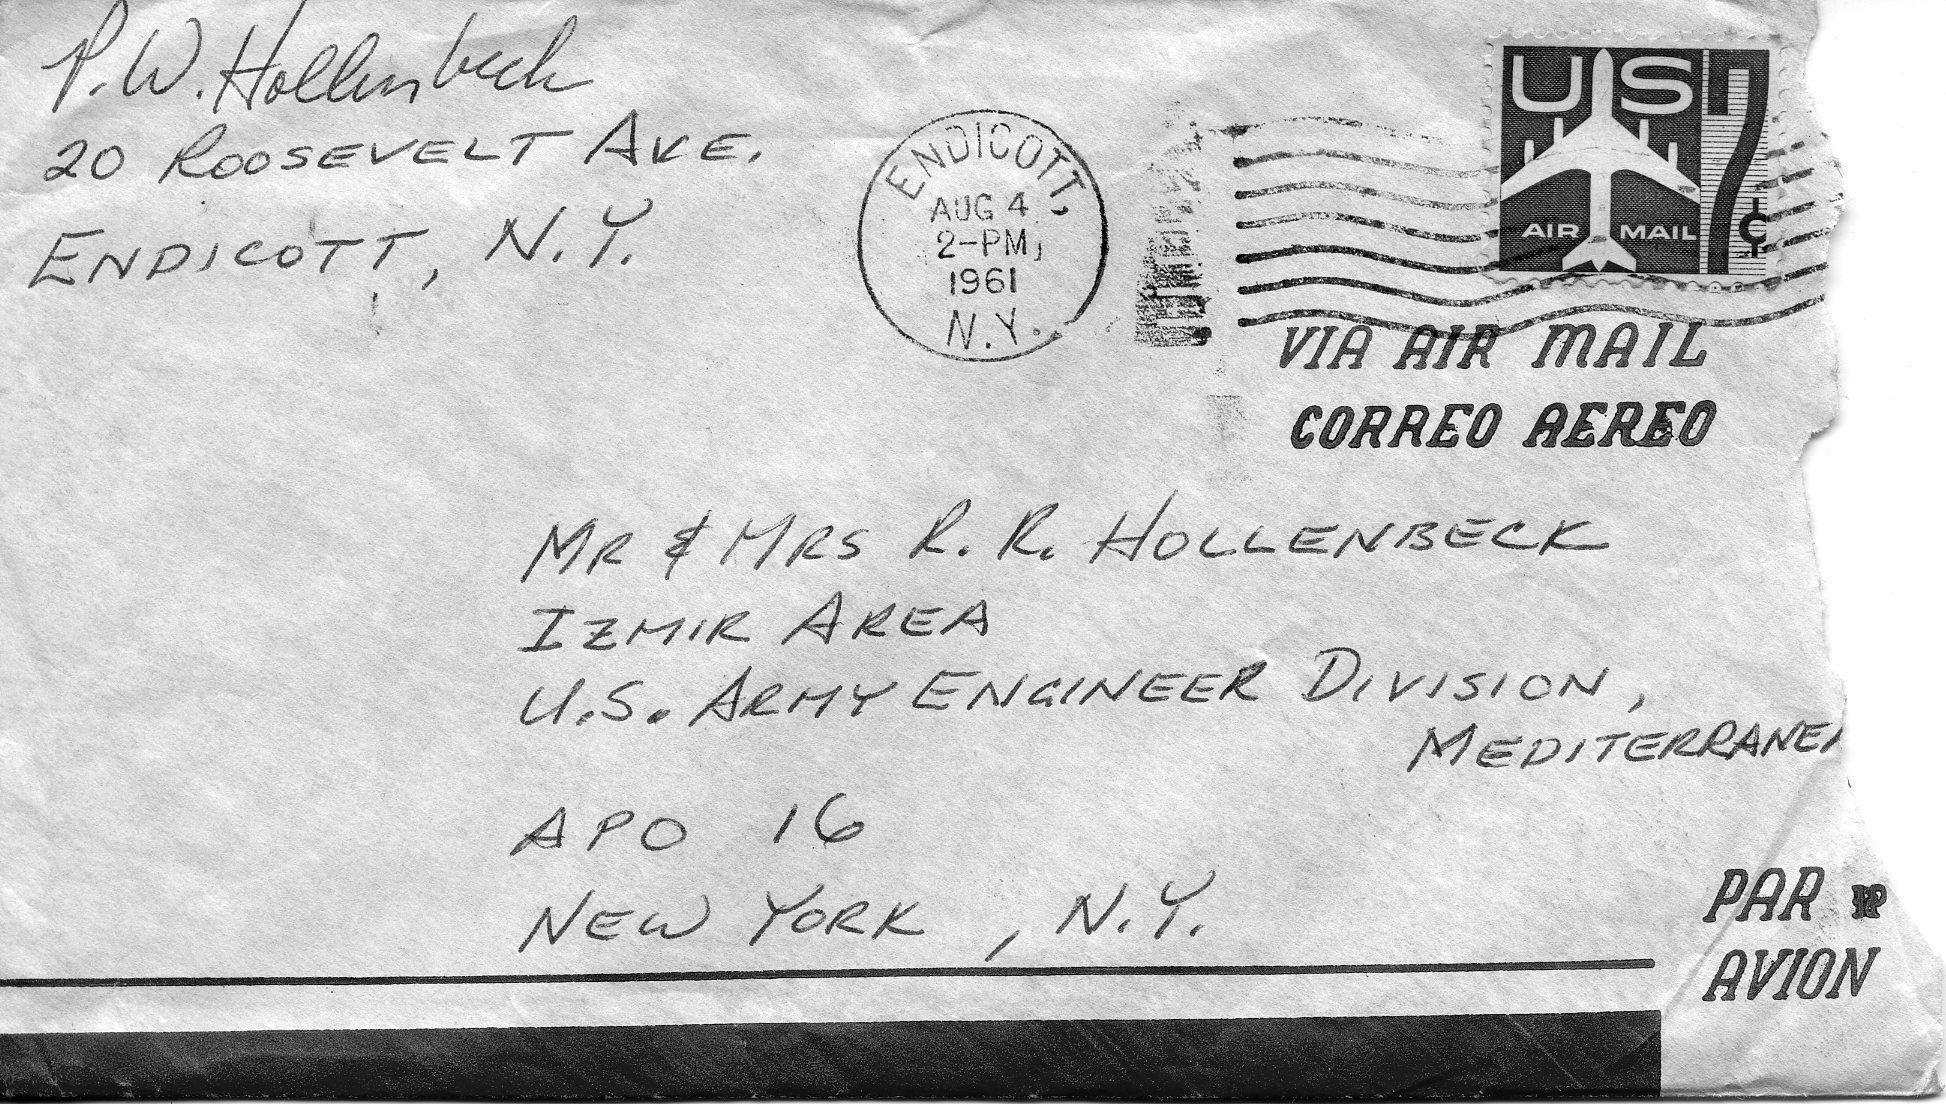 P.W. Hollenbeck
20 ROOSEVELT AVE.
ENDICOTT, N.Y.
ENDICOTT,
AUG 4
2-PM
1961
N.Y.
US 7¢
AIR MAIL
VIA AIR MAIL
CORREO AEREO
MR & MRS R. R. HOLLENBECK
IZMIR AREA
U.S. ARMY ENGINEER DIVISION,
MEDITERRANEA
APO 16
NEW YORK, N.Y.
PAR
AVION